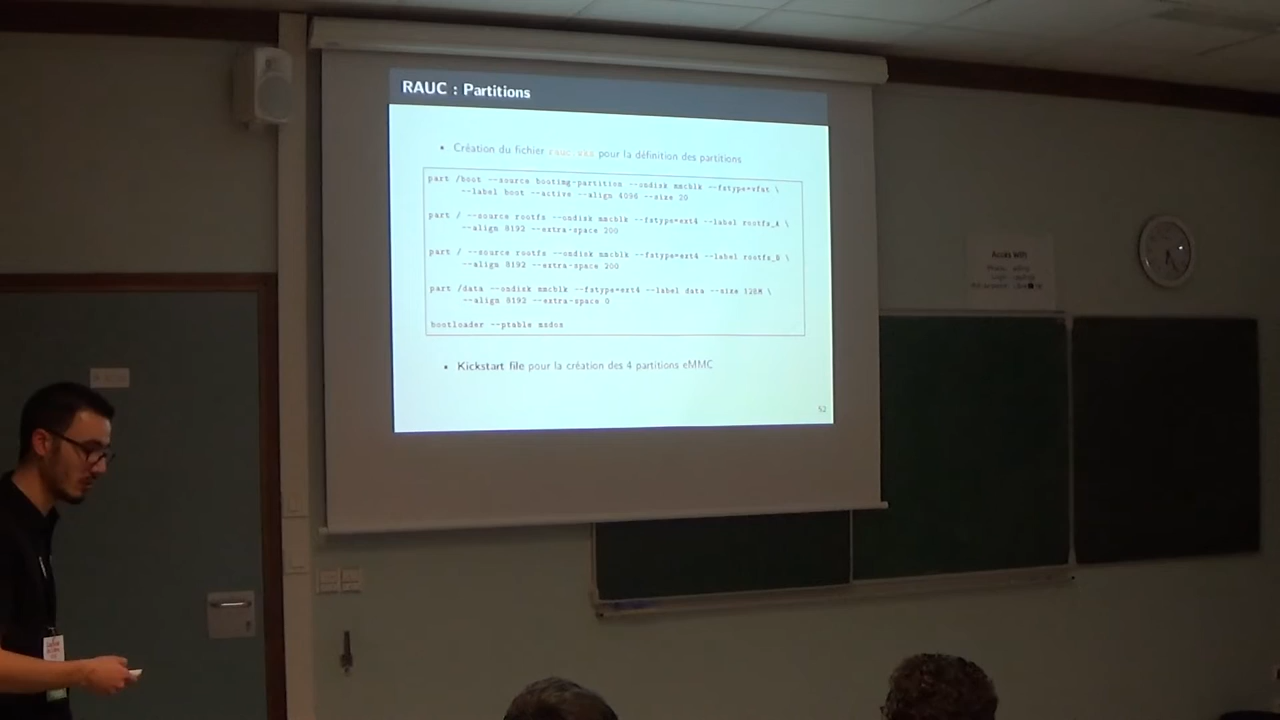 RAUC : Partitions
• Création du fichier rauc.wks pour la définition des partitions
part /boot --source bootimg-partition --ondisk mmcblk --fstype=vfat \
--label boot --active --align 4096 --size 20
part / --source rootfs --ondisk mmcblk --fstype=ext4 --label rootfs_A \
--align 8192 --extra-space 200
part / --source rootfs --ondisk mmcblk --fstype=ext4 --label rootfs_B \
--align 8192 --extra-space 200
part /data --ondisk mmcblk --fstype=ext4 --label data --size 128M \
--align 8192 --extra-space 0
bootloader --ptable msdos
• Kickstart file pour la création des 4 partitions eMMC
52
Accès WIFI